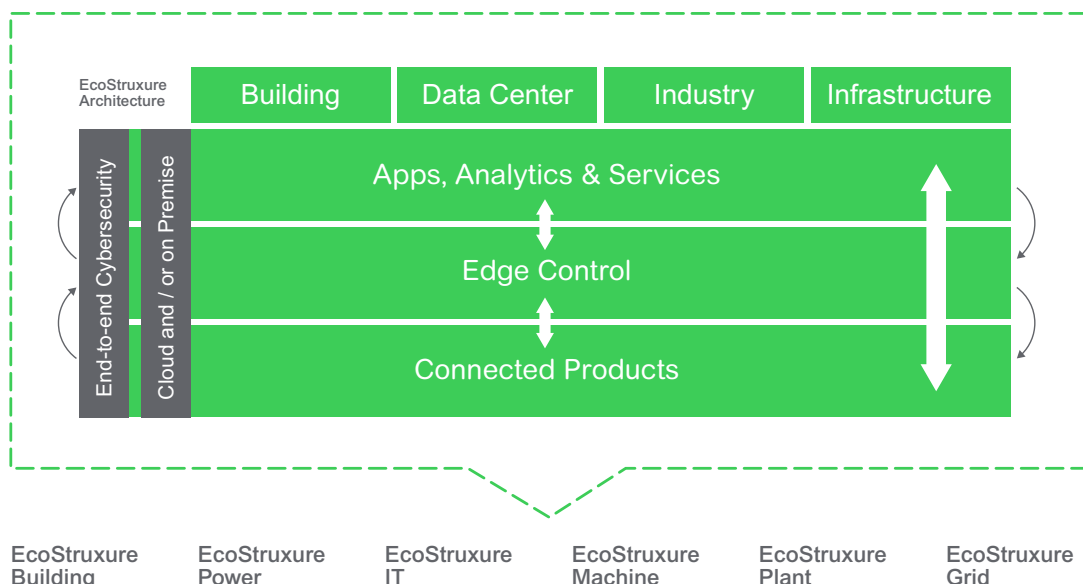 EcoStruxure
Architecture
Building
Data Center
Industry
Infrastructure
End-to-end Cybersecurity
Cloud and / or on Premise
Apps, Analytics & Services
Edge Control
Connected Products
EcoStruxure
Building
EcoStruxure
Power
EcoStruxure
IT
EcoStruxure
Machine
EcoStruxure
Plant
EcoStruxure
Grid